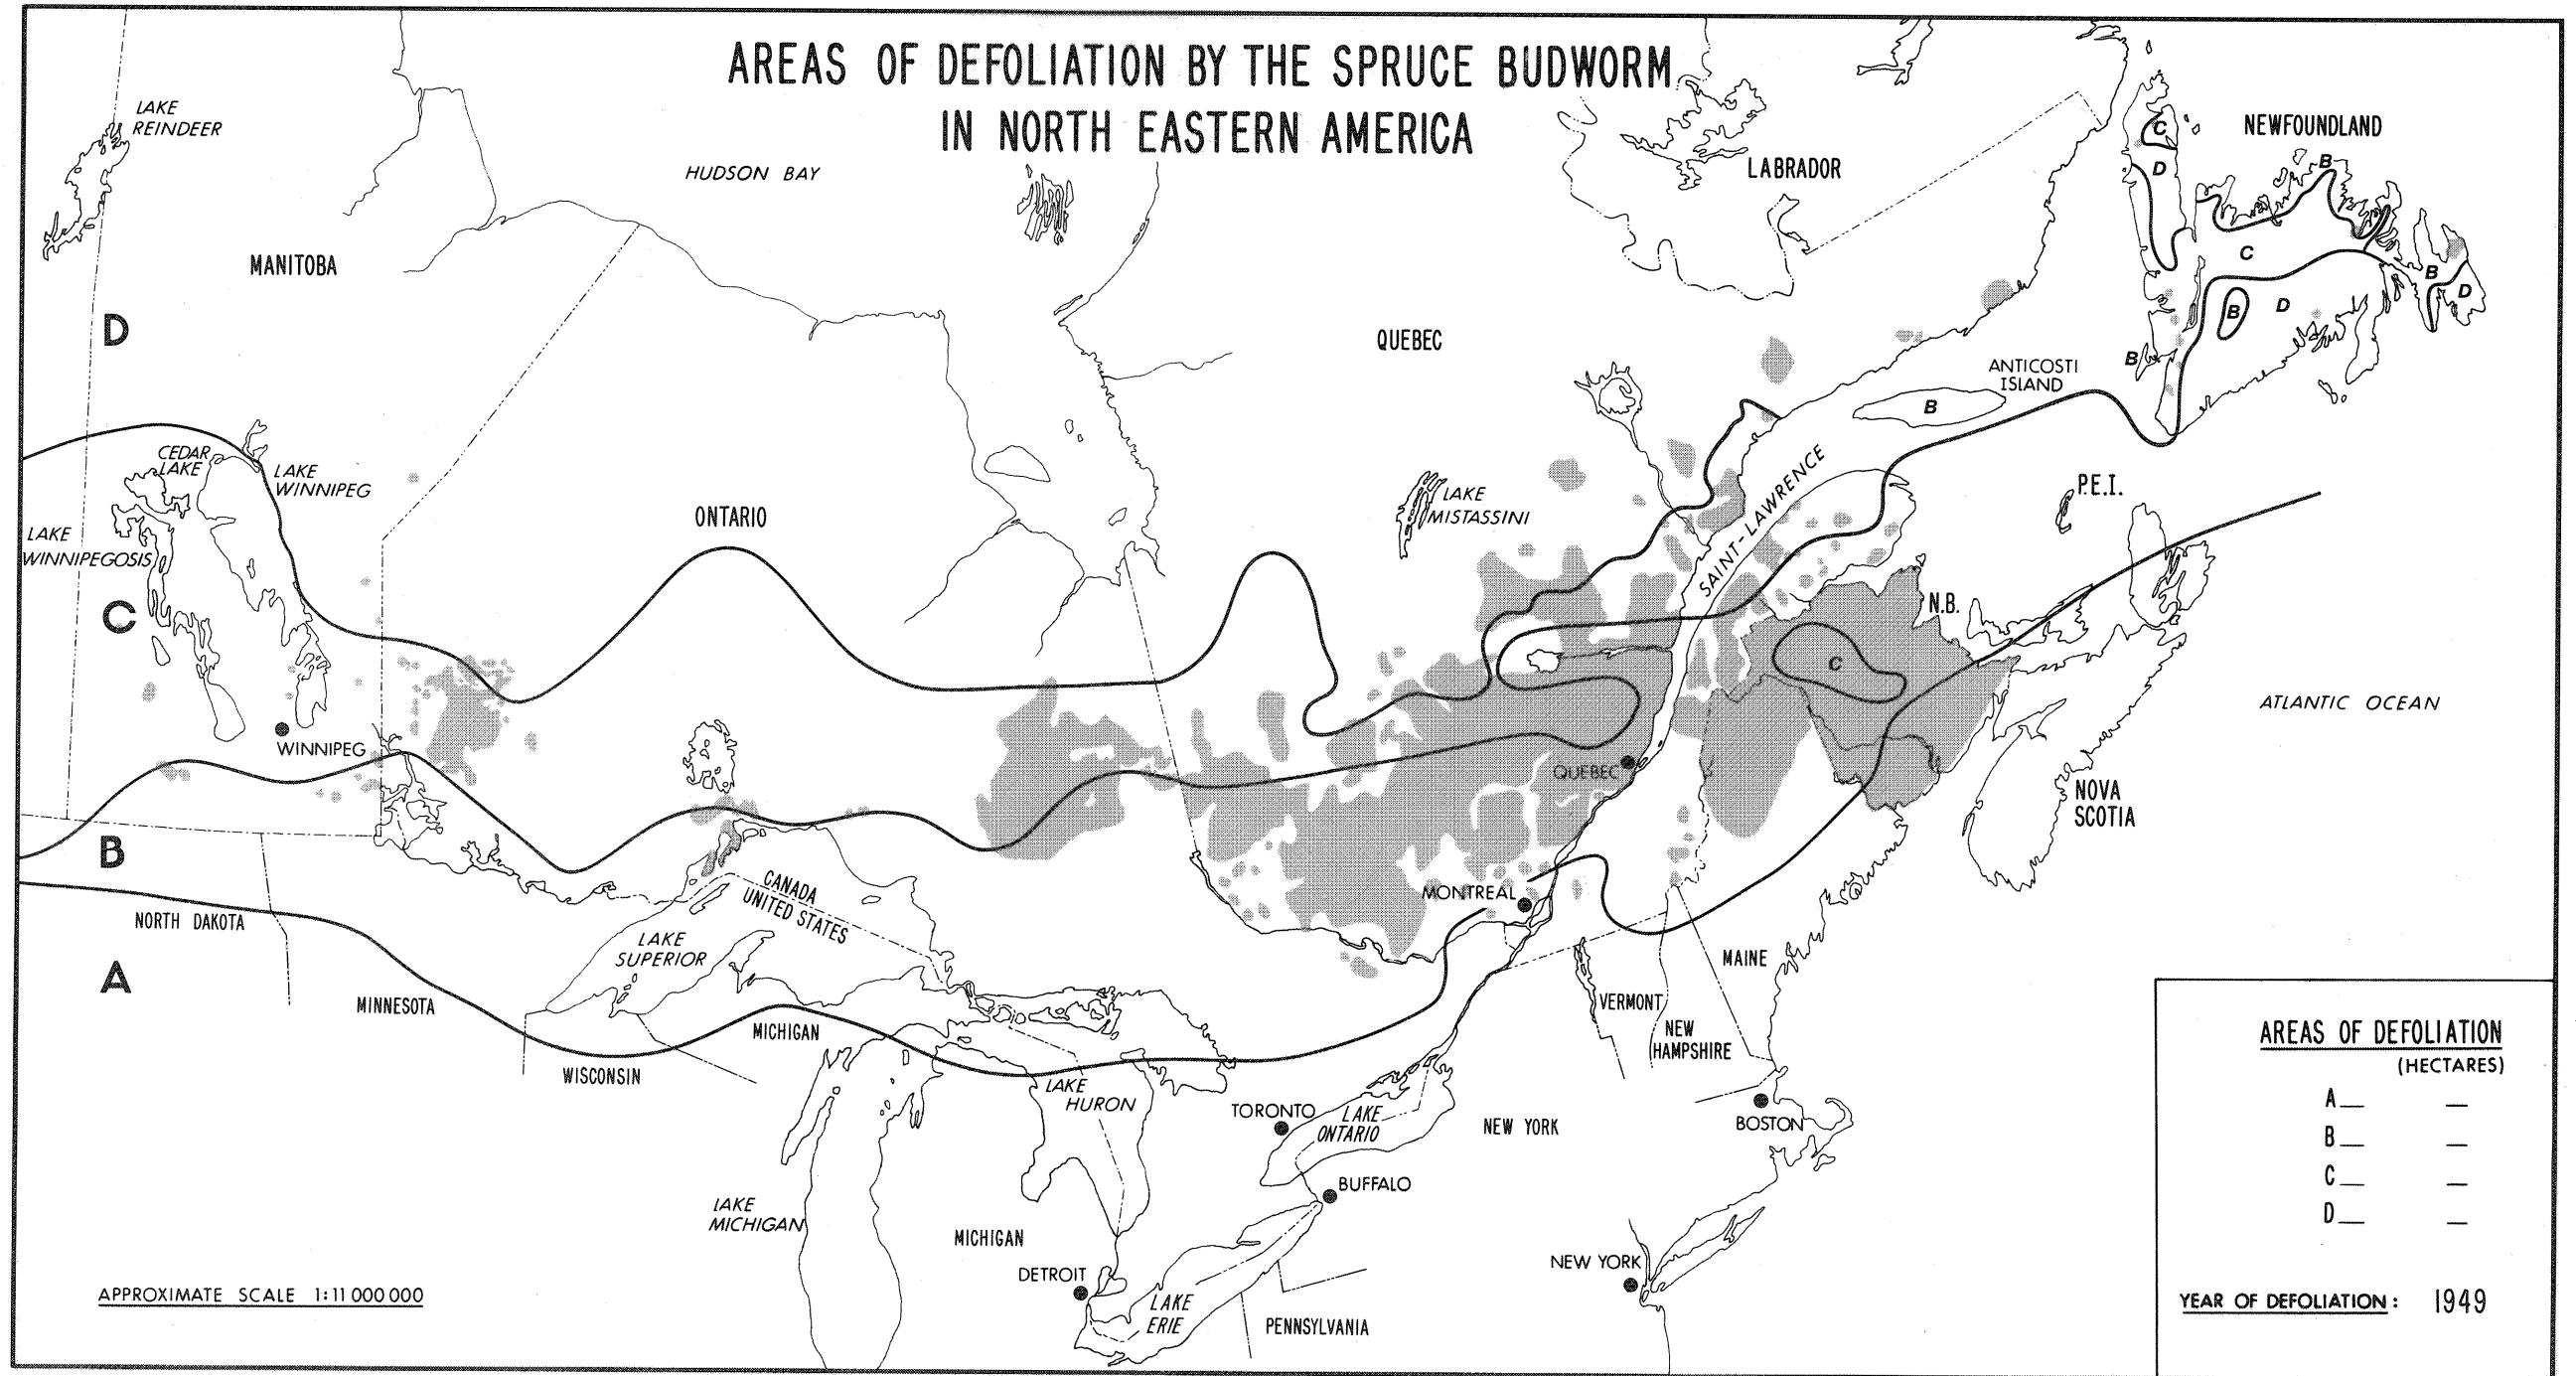 AREAS OF DEFOLIATION BY THE SPRUCE BUDWORM
IN NORTH EASTERN AMERICA
LAKE
REINDEER
HUDSON BAY
MANITOBA
LABRADOR
NEWFOUNDLAND
C
D
B
C
B
D
B
D
B
D
QUEBEC
ANTICOSTI
ISLAND
B
CEDAR
LAKE
LAKE
WINNIPEG
LAKE
WINNIPEGOSIS
ONTARIO
LAKE
MISTASSINI
SAINT-LAWRENCE
P.E.I.
N.B.
C
C
WINNIPEG
QUEBEC
ATLANTIC OCEAN
NOVA
SCOTIA
B
MONTREAL
CANADA
UNITED STATES
NORTH DAKOTA
LAKE
SUPERIOR
A
MINNESOTA
MICHIGAN
WISCONSIN
MAINE
VERMONT
NEW
HAMPSHIRE
LAKE
HURON
TORONTO
LAKE
ONTARIO
NEW YORK
BOSTON
BUFFALO
LAKE
MICHIGAN
MICHIGAN
DETROIT
LAKE
ERIE
PENNSYLVANIA
NEW YORK
APPROXIMATE SCALE 1:11 000 000
AREAS OF DEFOLIATION
(HECTARES)
A— —
B— —
C— —
D— —
YEAR OF DEFOLIATION: 1949